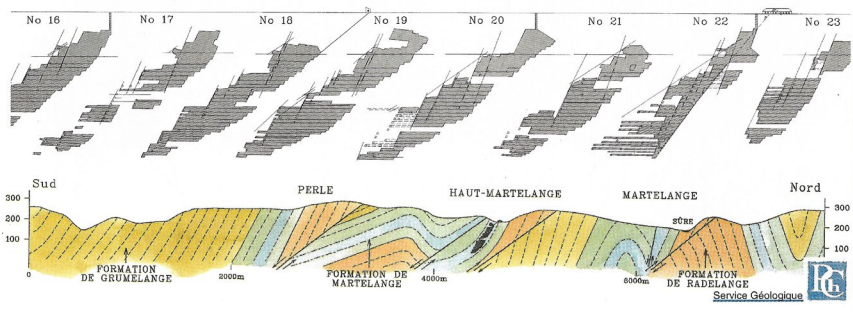 No 16 No 17 No 18 No 19 No 20 No 21 No 22 No 23
Sud
Nord
PERLE
HAUT-MARTELANGE
MARTELANGE
SÛRE
300
200
100
300
200
100
FORMATION
DE GRUMELANGE
FORMATION DE
MARTELANGE
FORMATION
DE RADELANGE
0
2000m
4000m
6000m
Service Géologique
PCh